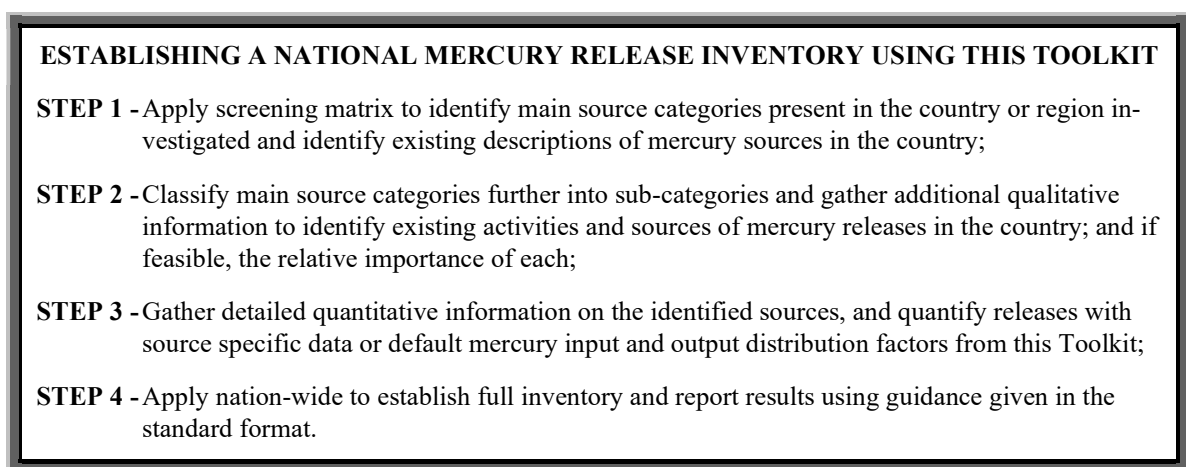 ESTABLISHING A NATIONAL MERCURY RELEASE INVENTORY USING THIS TOOLKIT
STEP 1 - Apply screening matrix to identify main source categories present in the country or region in-
vestigated and identify existing descriptions of mercury sources in the country;
STEP 2 - Classify main source categories further into sub-categories and gather additional qualitative
information to identify existing activities and sources of mercury releases in the country; and if
feasible, the relative importance of each;
STEP 3 - Gather detailed quantitative information on the identified sources, and quantify releases with
source specific data or default mercury input and output distribution factors from this Toolkit;
STEP 4 - Apply nation-wide to establish full inventory and report results using guidance given in the
standard format.